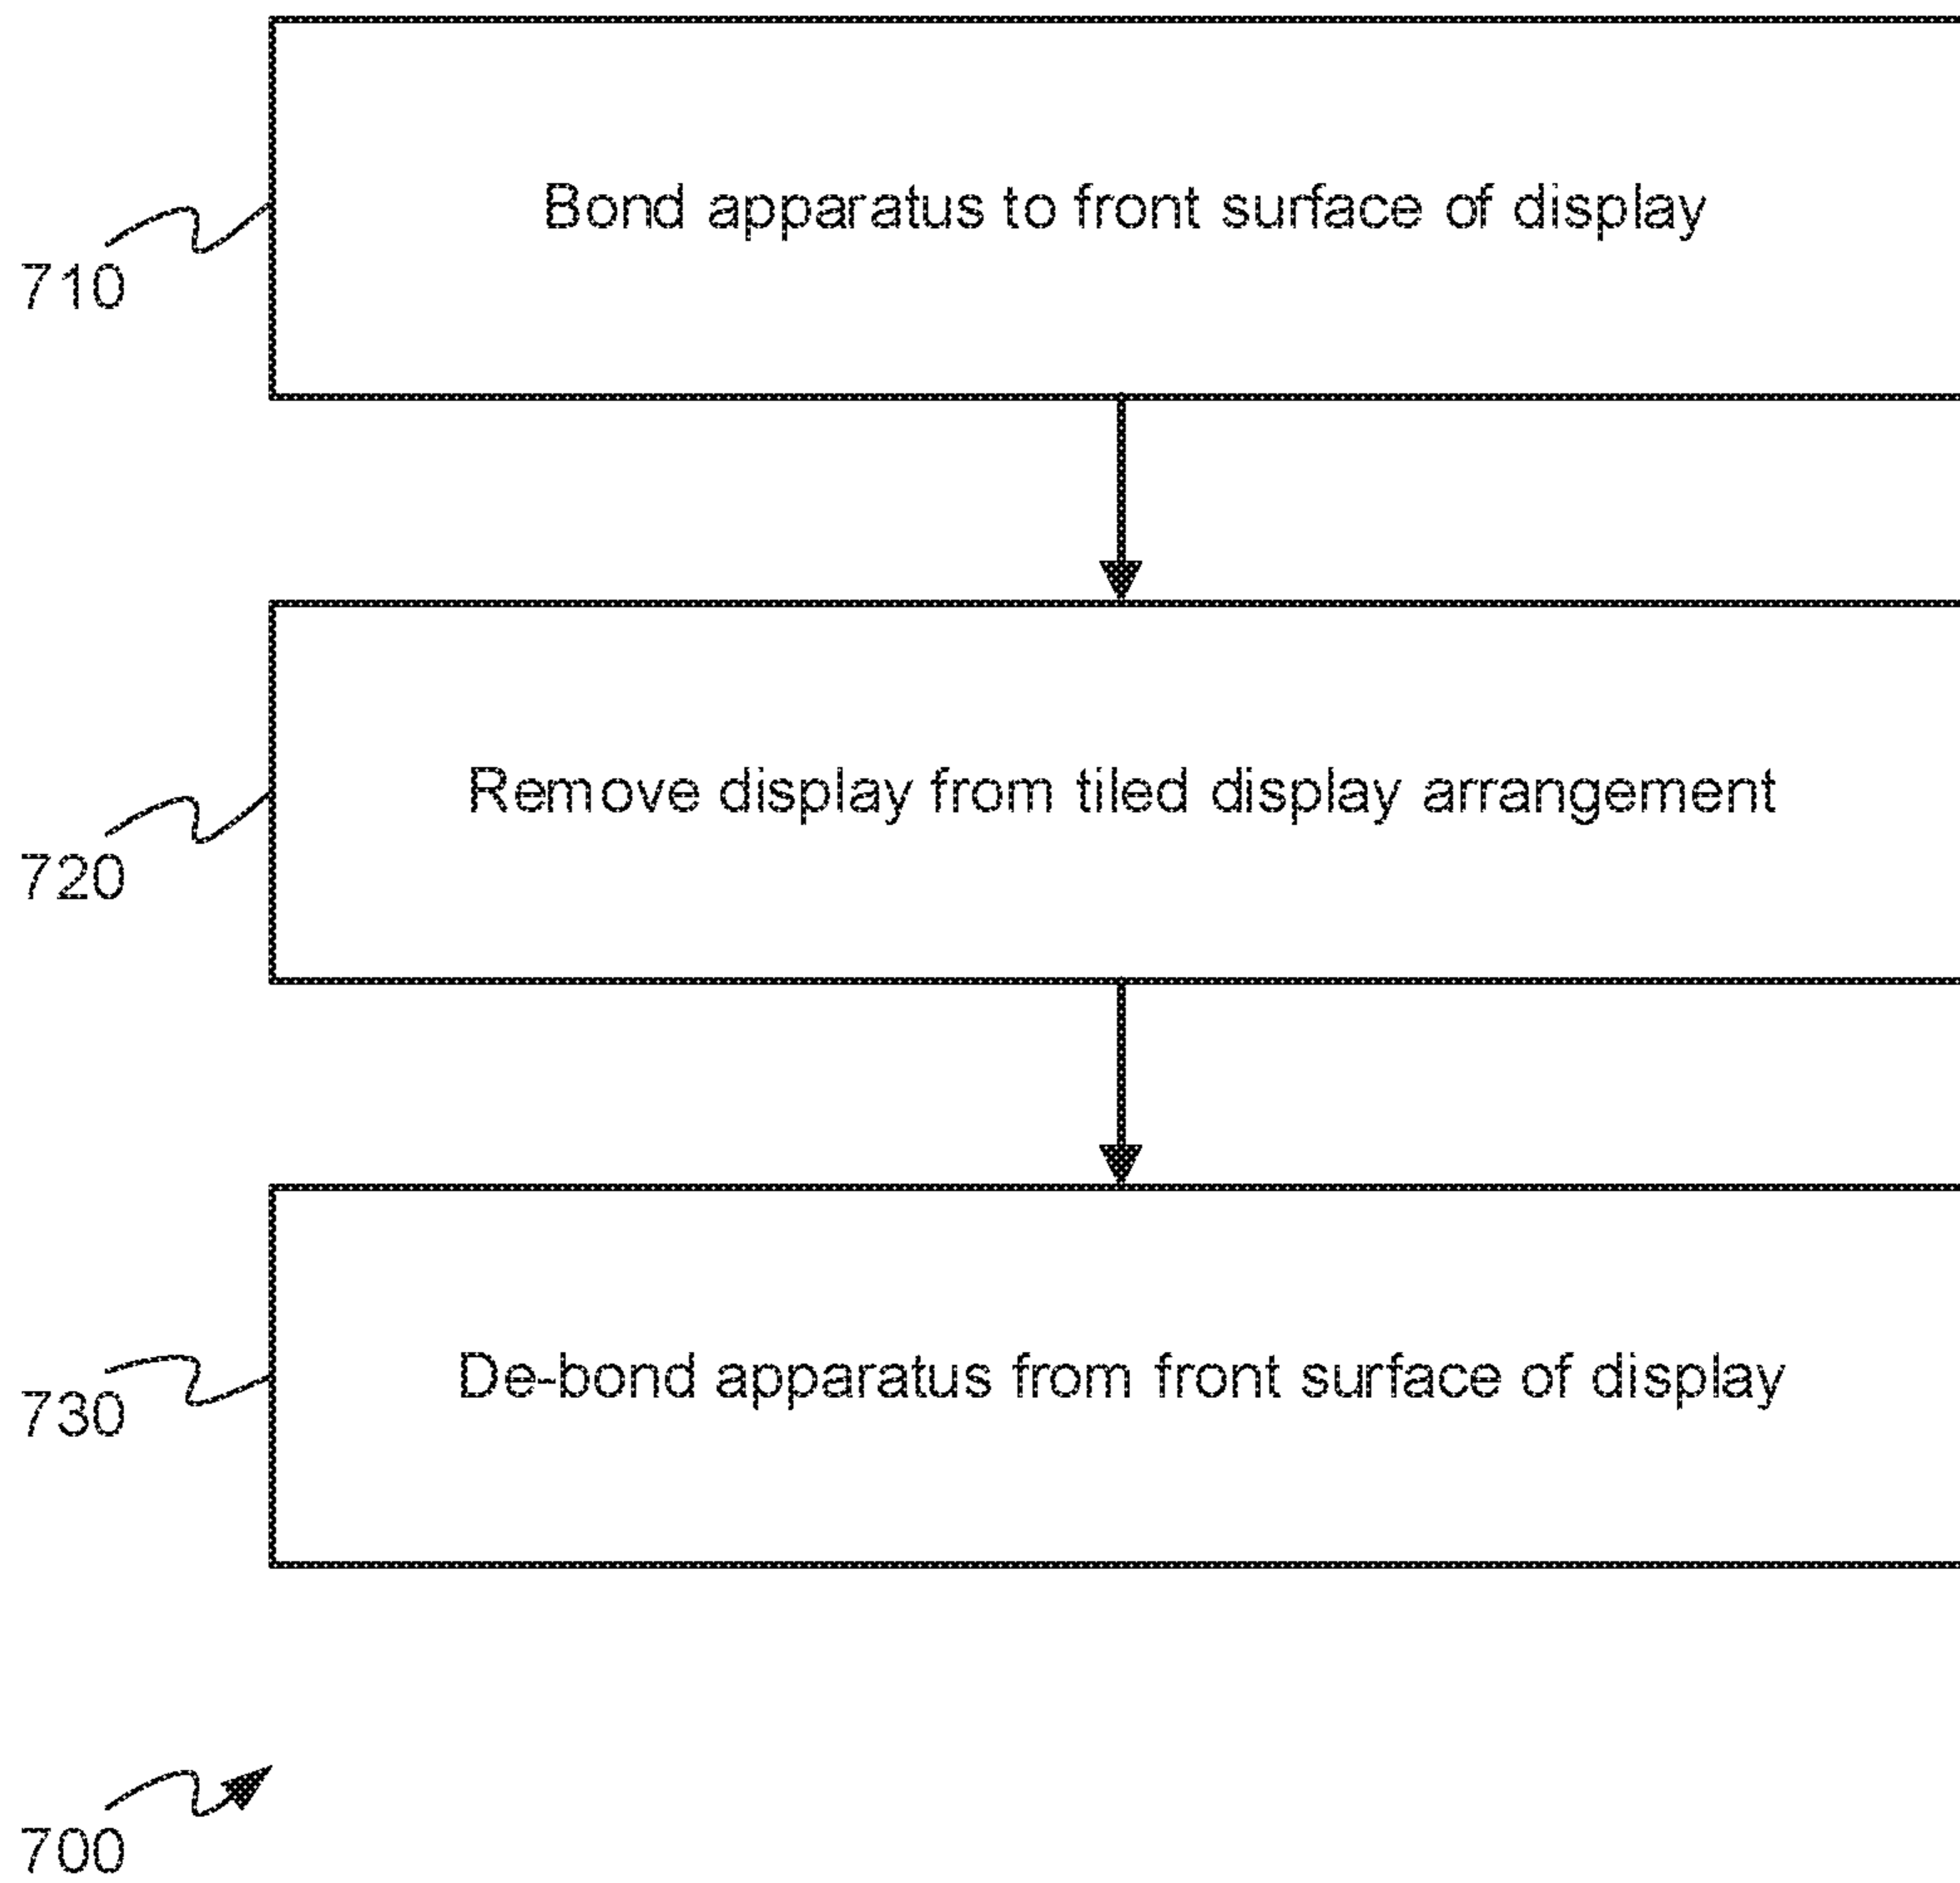 Bond apparatus to front surface of display
710
Remove display from tiled display arrangement
720
De-bond apparatus from front surface of display
730
700